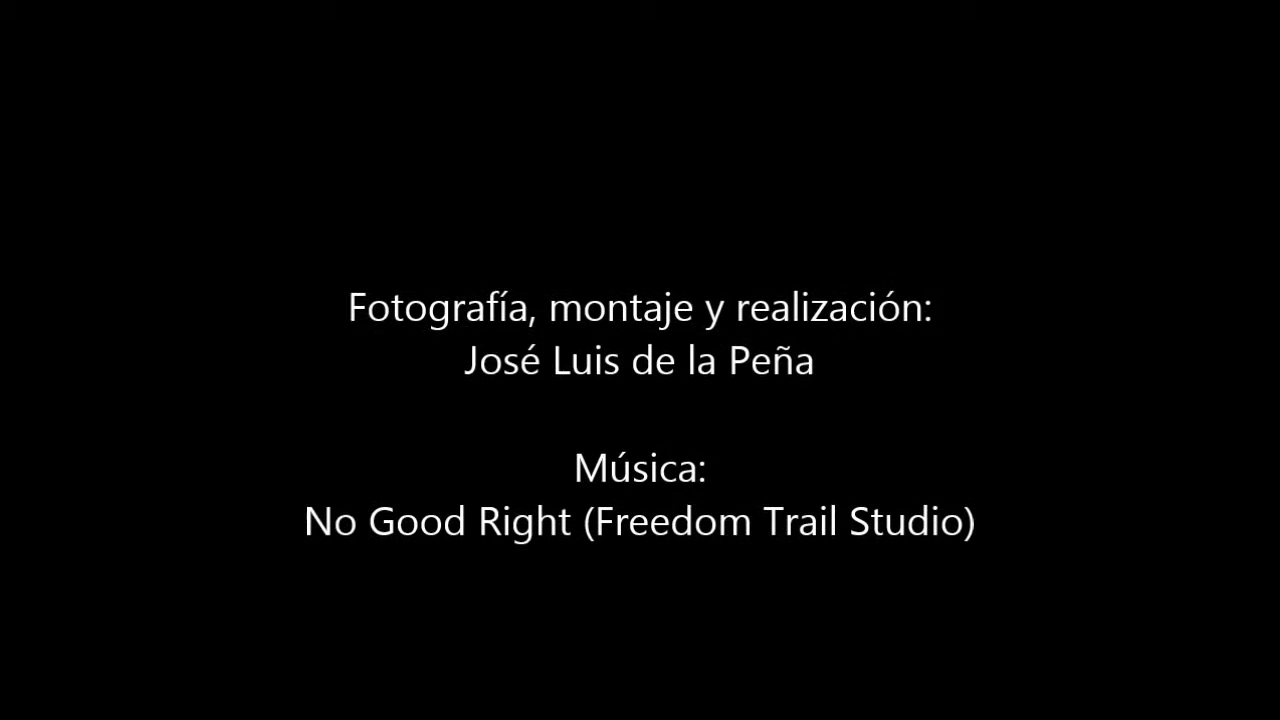 Fotografía, montaje y realización:
José Luis de la Peña
Música:
No Good Right (Freedom Trail Studio)